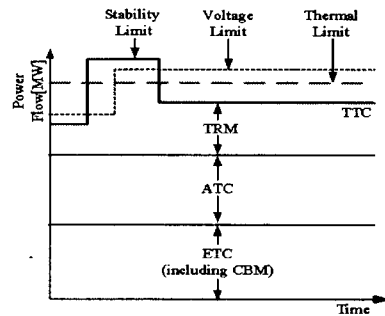 Stability
Limit
Voltage
Limit
Thermal
Limit
Power
Flow[MW]
TTC
TRM
ATC
ETC
(including CBM)
Time